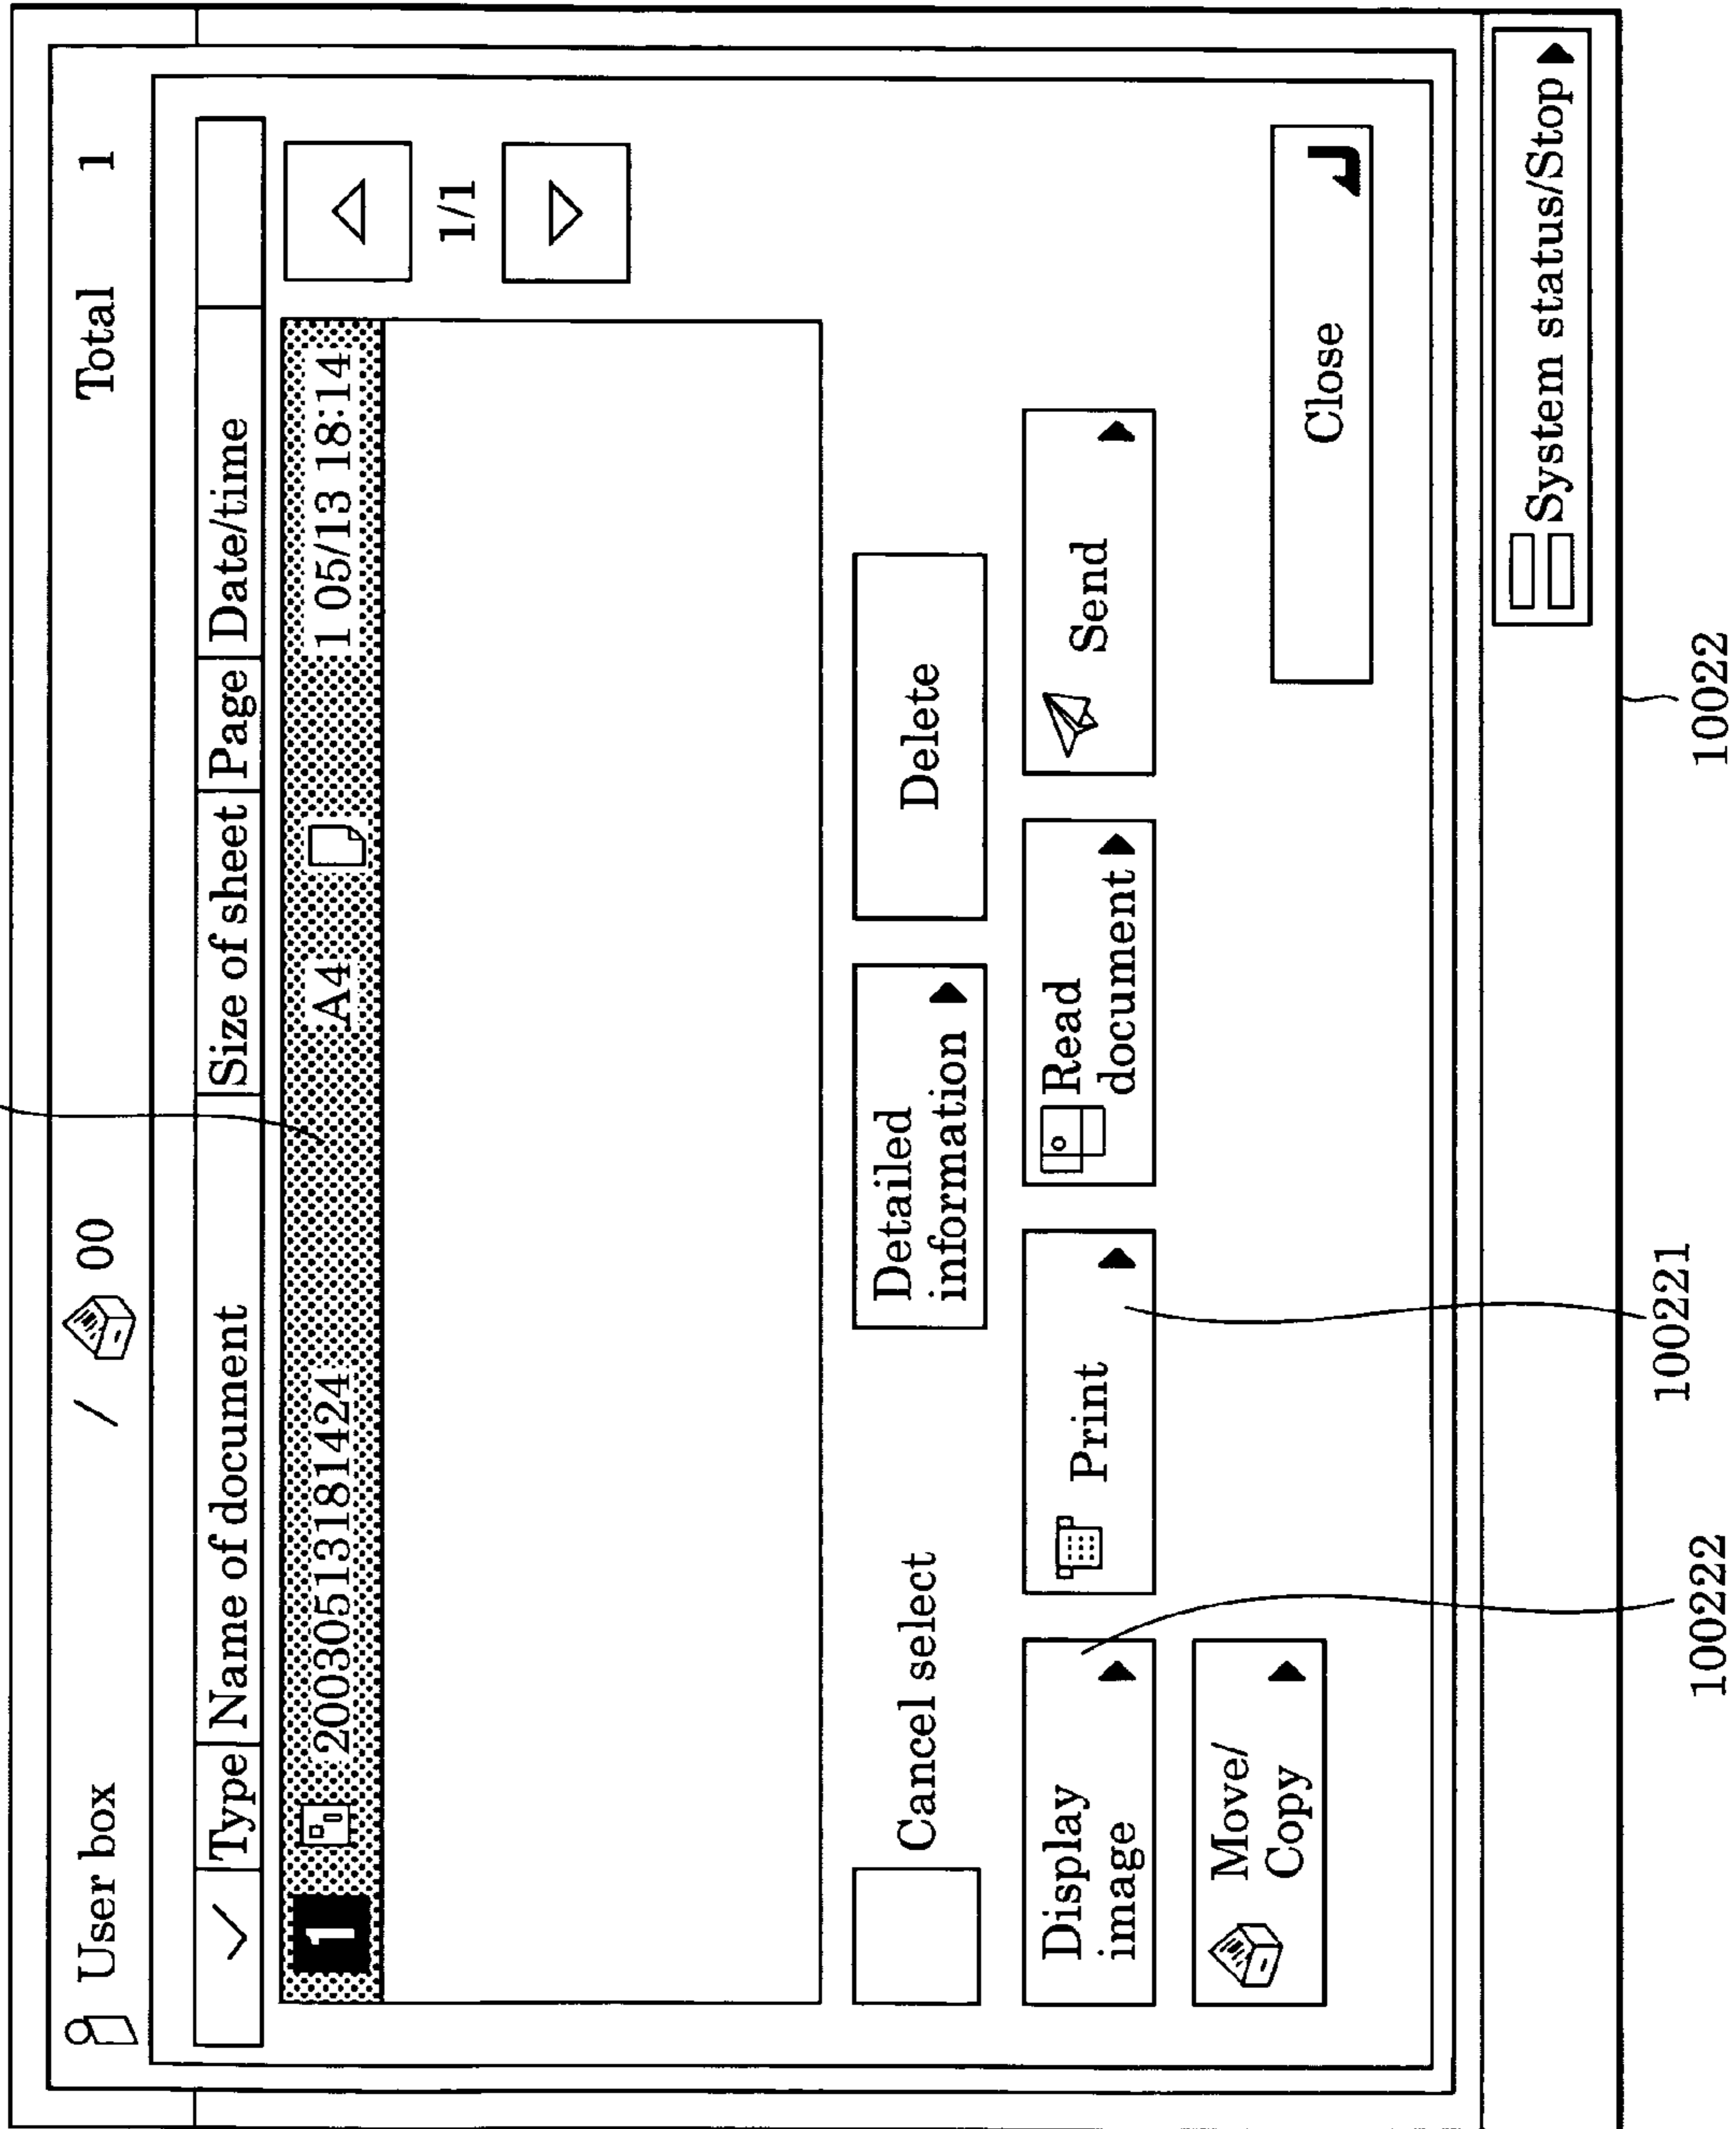 User box / 00 Total 1
Type Name of document Size of sheet Page Date/time
1 20030513181424 A4 1 05/13 18:14
1/1
Cancel select
Detailed
information
Delete
Display
image
Print
Read
document
Send
Move/
Copy
Close
System status/Stop
100222
100221
10022